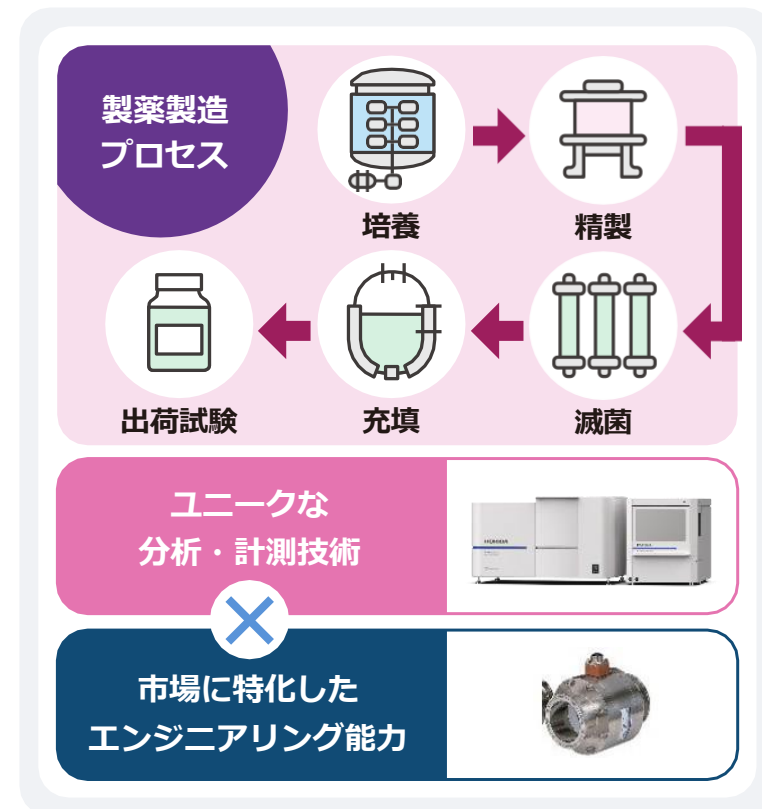 製薬製造
プロセス
培養
精製
出荷試験
充填
滅菌
ユニークな
分析・計測技術
HORIBA
市場に特化した
エンジニアリング能力